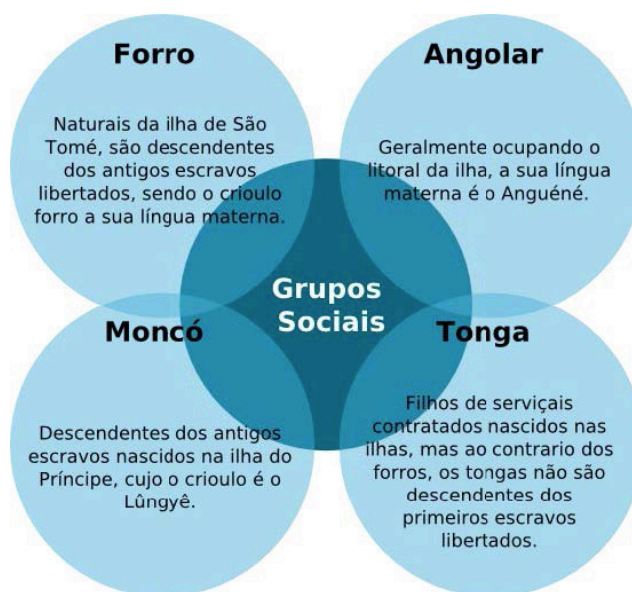 Forro
Naturais da ilha de São
Tomé, são descendentes
dos antigos escravos
libertados, sendo o crioulo
forro a sua língua materna.
Angolar
Geralmente ocupando o
litoral da ilha, a sua língua
materna é o Anguéné.
Grupos
Sociais
Moncó
Descendentes dos antigos
escravos nascidos na ilha do
Príncipe, cujo o crioulo é o
Lûngyê.
Tonga
Filhos de serviçais
contratados nascidos nas
ilhas, mas ao contrario dos
forros, os tongas não são
descendentes dos
primeiros escravos
libertados.